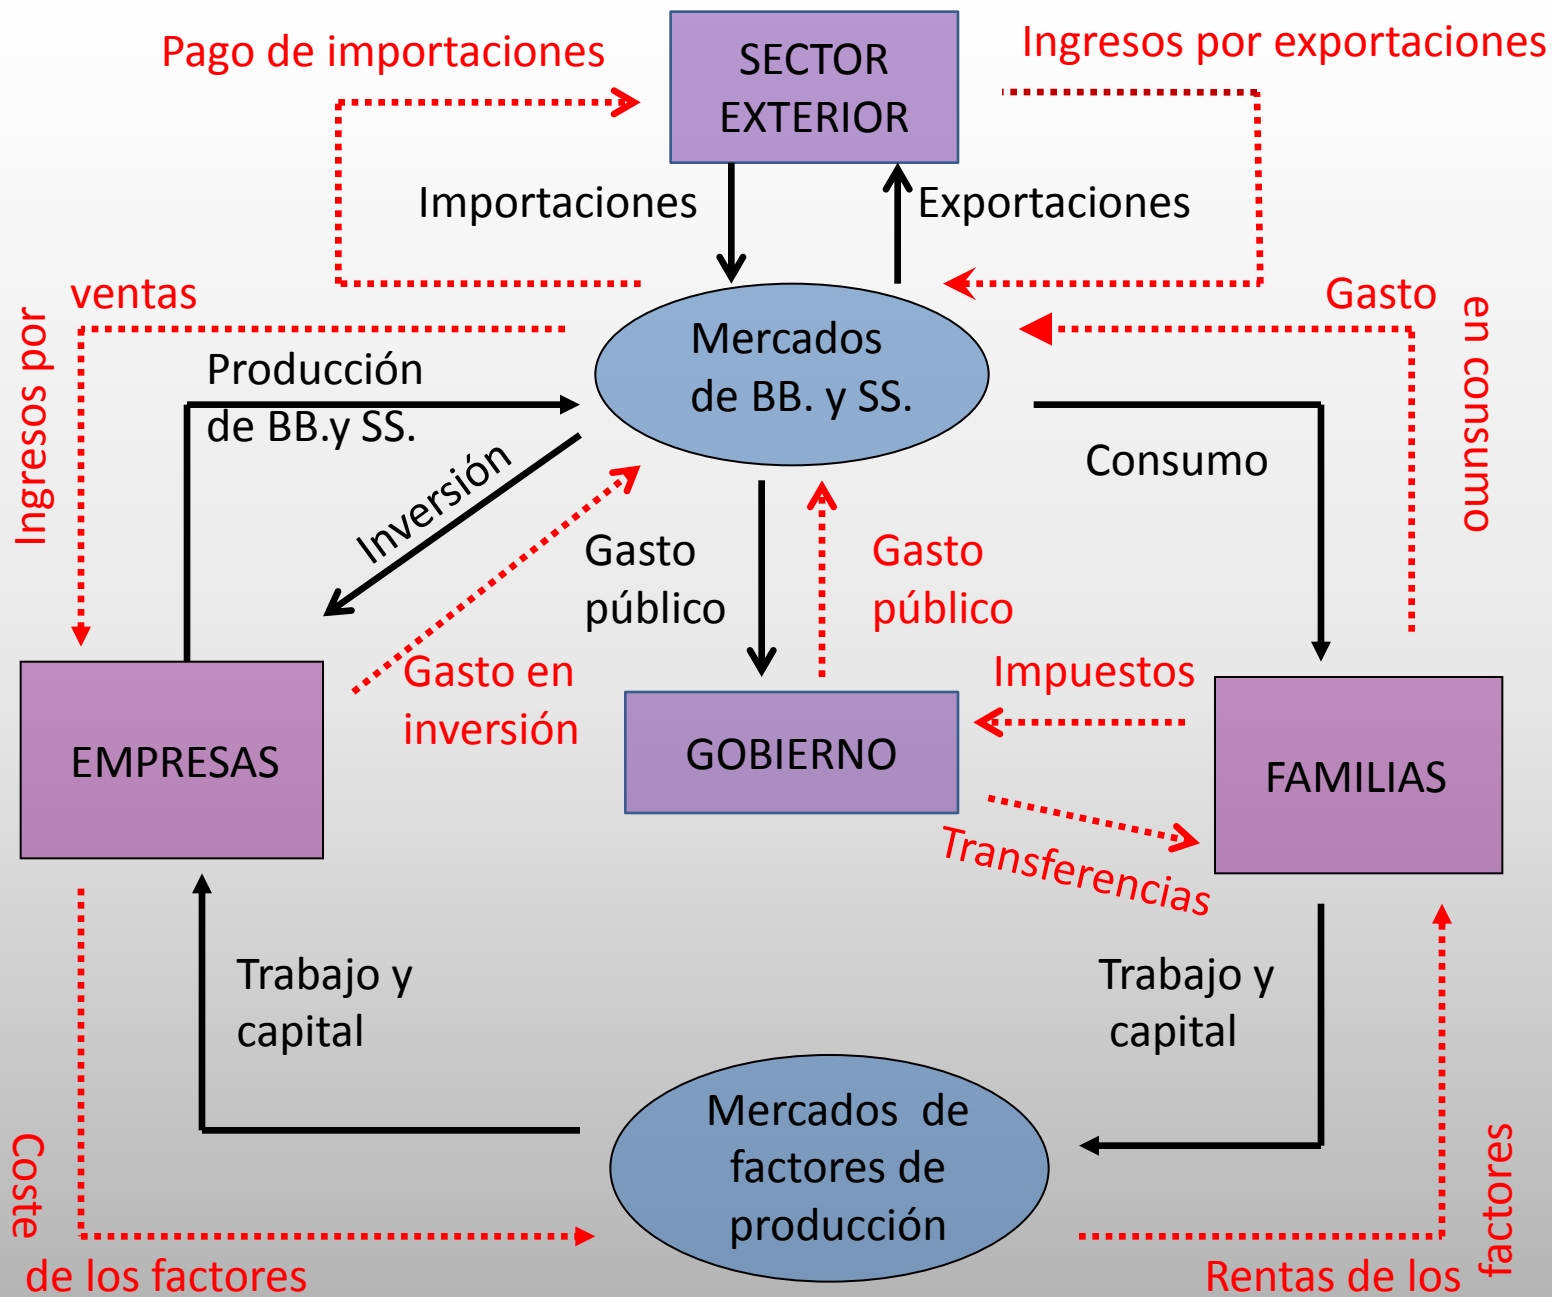 Pago de importaciones
SECTOR
EXTERIOR
Ingresos por exportaciones
Importaciones
Exportaciones
Ingresos por
ventas
Gasto
en consumo
Mercados
de BB. y SS.
Producción
de BB.y SS.
Inversión
Consumo
Gasto
público
Gasto
público
Gasto en
inversión
Impuestos
EMPRESAS
GOBIERNO
FAMILIAS
Transferencias
Trabajo y
capital
Trabajo y
capital
Mercados de
factores de
producción
Coste
de los factores
Rentas de los
factores